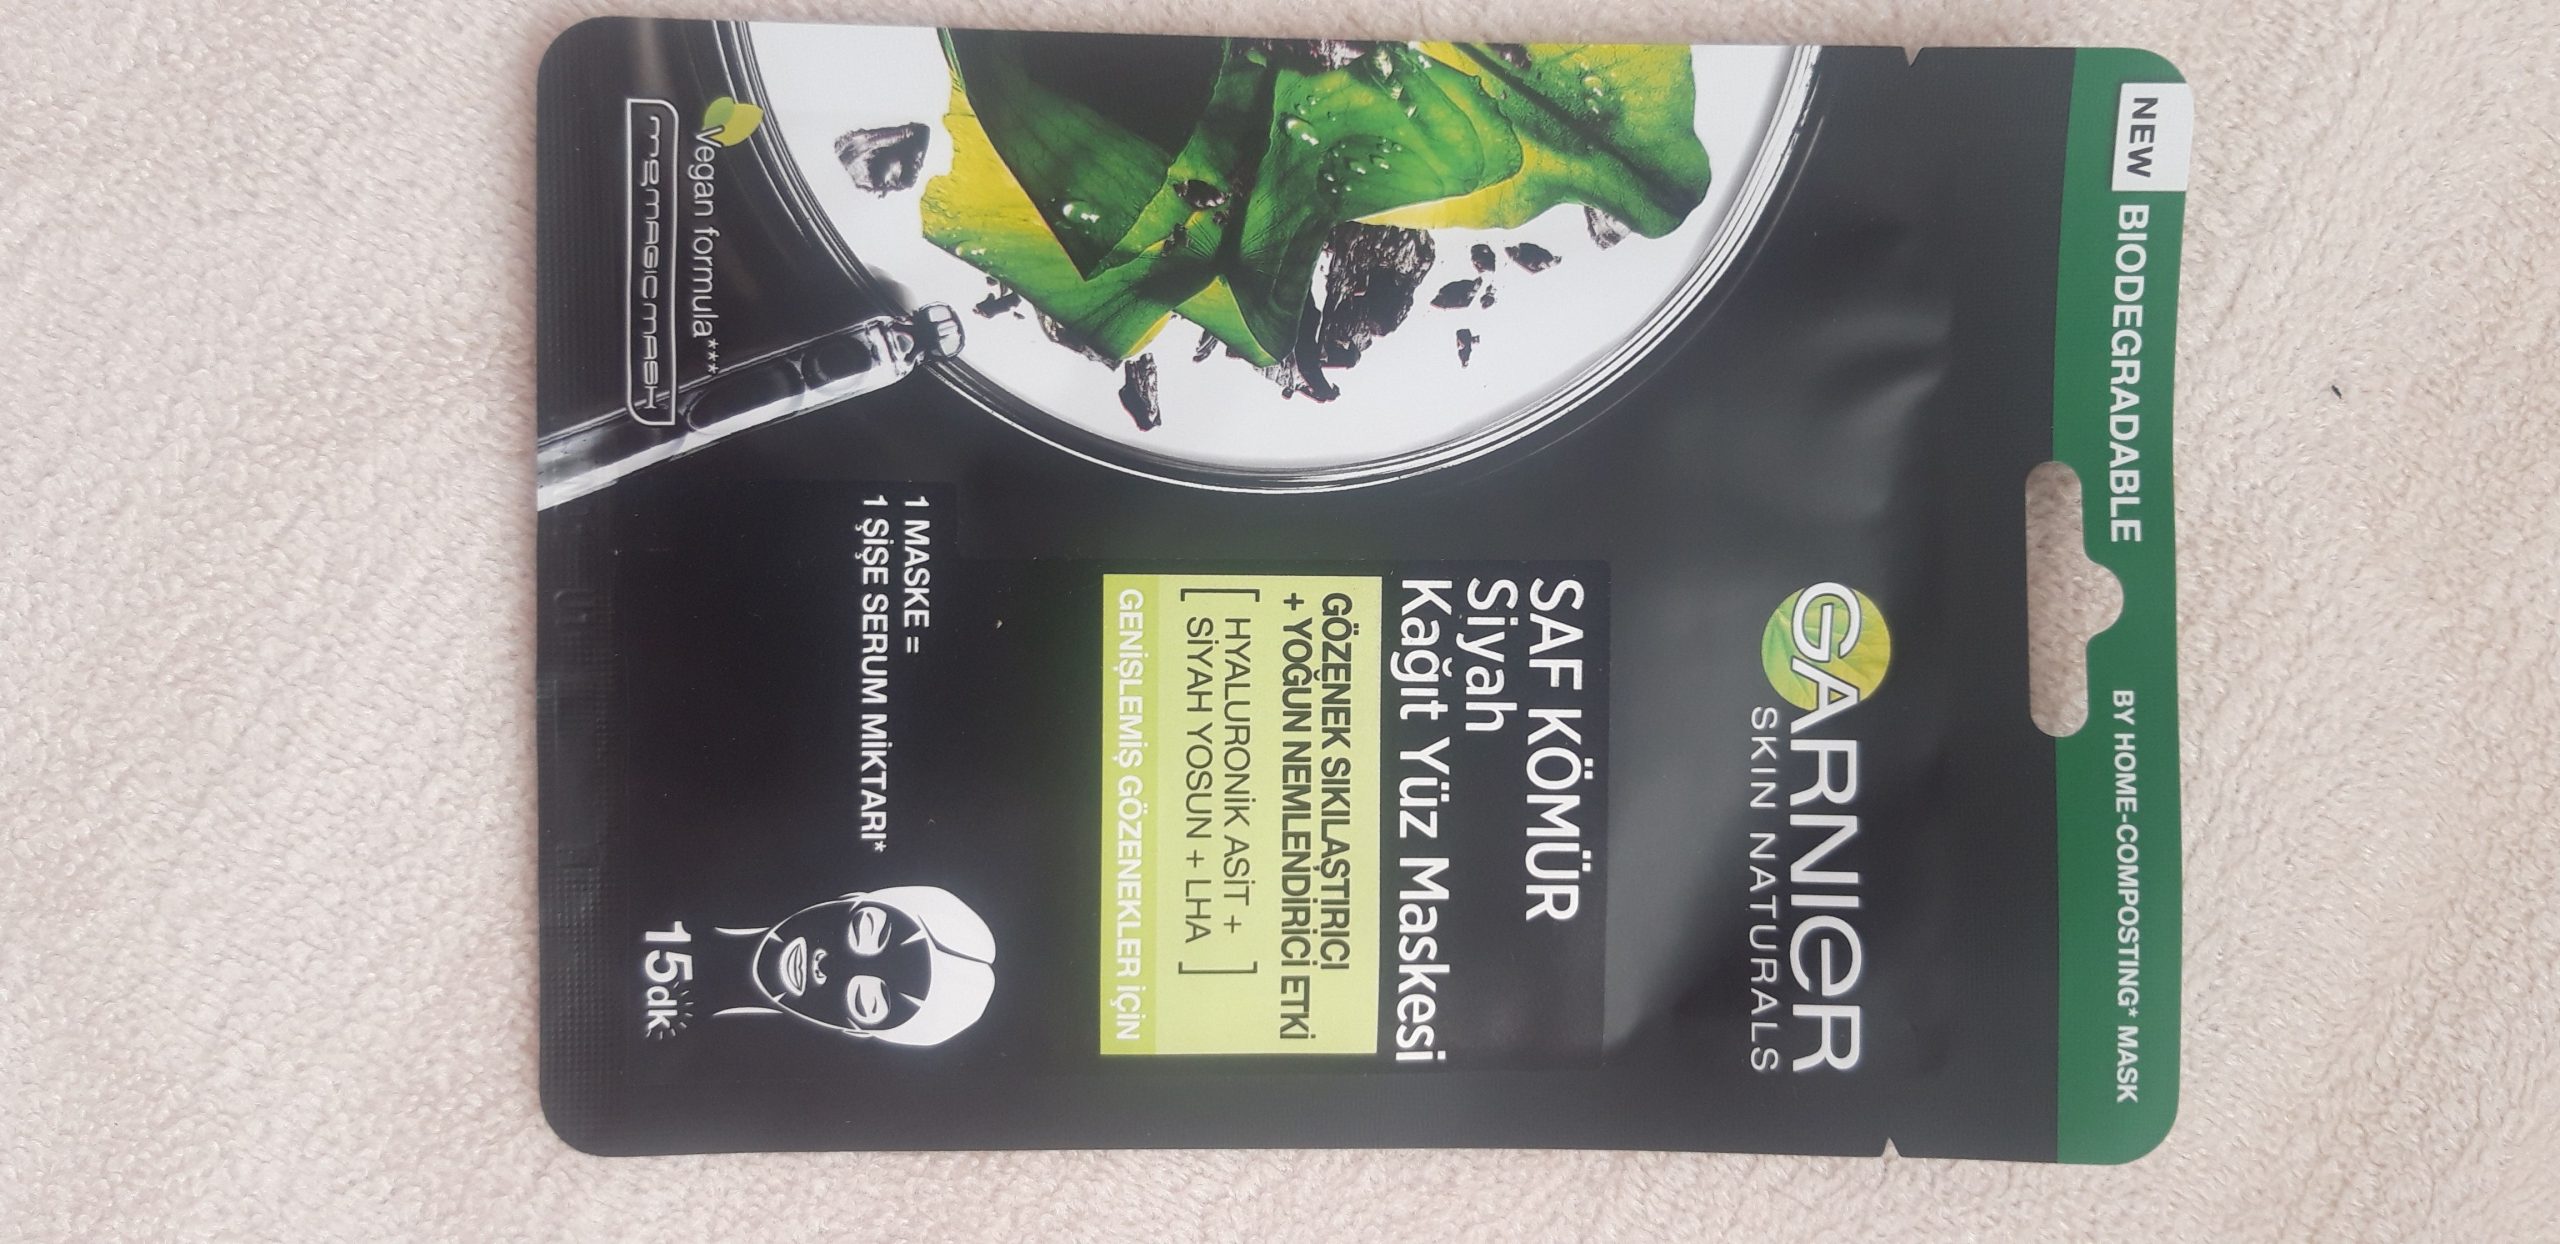 NEW BIODEGRADABLE BY HOME-COMPOSTING* MASK
GARNIER
SKIN NATURALS
SAF KÖMÜR
Siyah
Kağıt Yüz Maskesi
GÖZENEK SIKILAŞTIRICI
+ YOĞUN NEMLENDİRİCİ ETKİ
[ HYALURONİK ASİT +
SİYAH YOSUN + LHA ]
GENİŞLEMİŞ GÖZENEKLER İÇİN
1 MASKE =
1 ŞİŞE SERUM MİKTARI*
Vegan formula***
MAGIC MASK
15dk